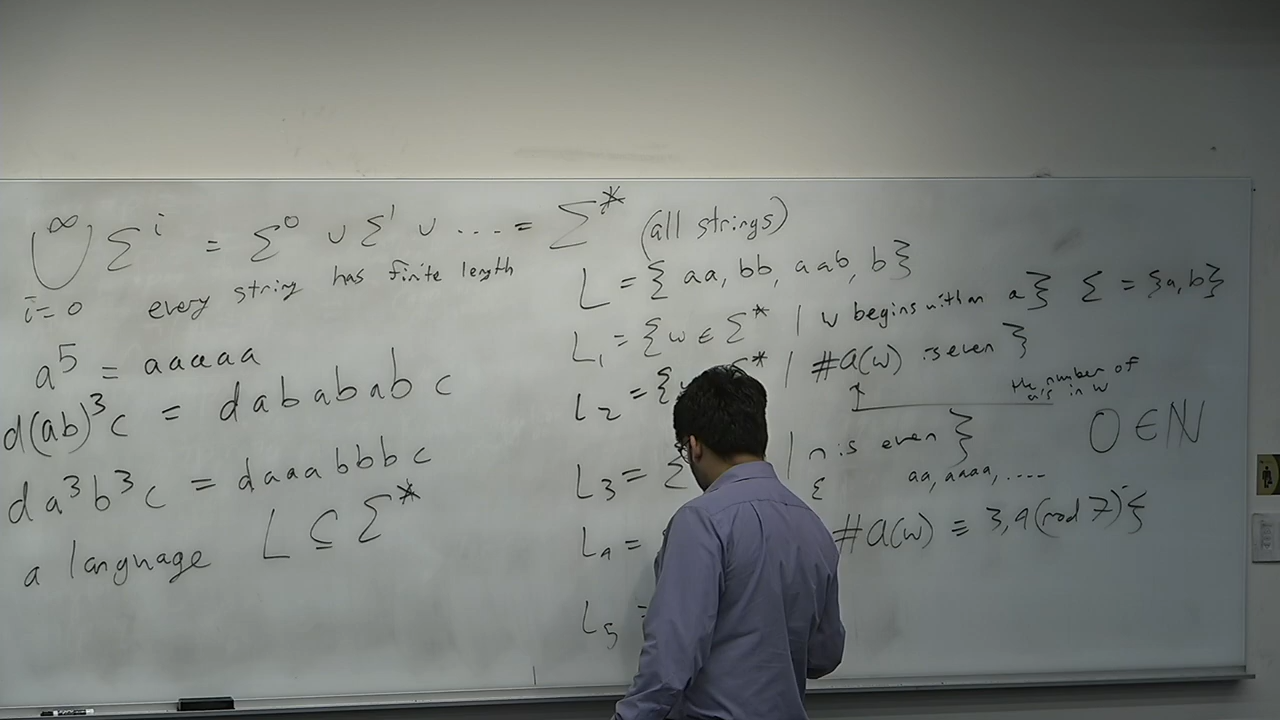 ∞
⋃ Σ^i = Σ^0 ∪ Σ^1 ∪ .... = Σ^* (all strings)
i=0 every string has finite length
a^5 = aaaaa
d(ab)^3c = dabababc
da^3b^3c = daaabbbc
a language L ⊆ Σ^*
L = { aa, bb, aab, b}
L_1 = {w ∈ Σ^* | w begins with an a} Σ = {a,b}
L_2 = { Σ^* | #a(w) is even }
the number of
a's in w
0 ∈ ℕ
L_3 = { | n is even }
ε aa, aaaa, ....
L_4 = #a(w) ≡ 3,4(mod 7)}
L_5 =